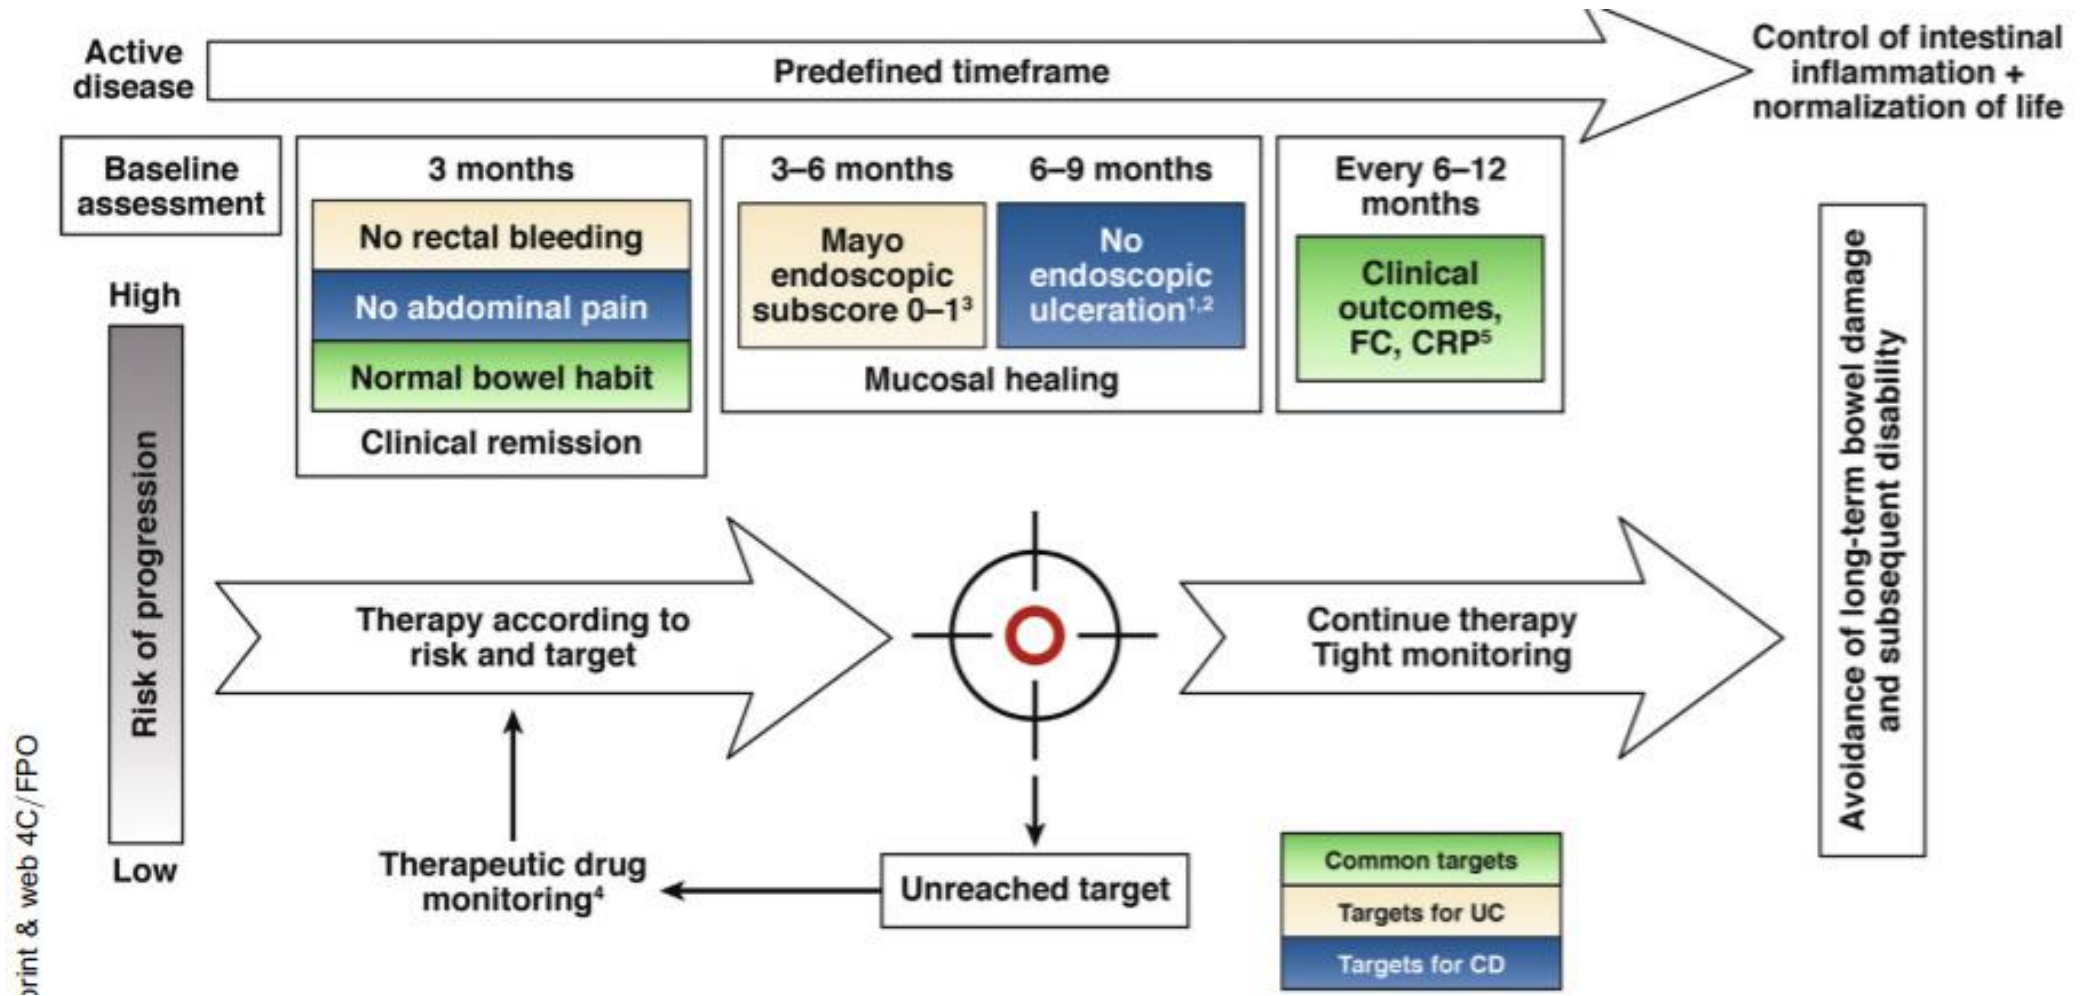 Active
disease
Predefined timeframe
Control of intestinal
inflammation +
normalization of life
Baseline
assessment
3 months
No rectal bleeding
No abdominal pain
Normal bowel habit
Clinical remission
3–6 months
Mayo
endoscopic
subscore 0–1³
6–9 months
No
endoscopic
ulceration¹,²
Mucosal healing
Every 6–12
months
Clinical
outcomes,
FC, CRP⁵
High
Risk of progression
Low
Therapy according to
risk and target
Continue therapy
Tight monitoring
Avoidance of long-term bowel damage
and subsequent disability
Therapeutic drug
monitoring⁴
Unreached target
Common targets
Targets for UC
Targets for CD
print & web 4C/FPO